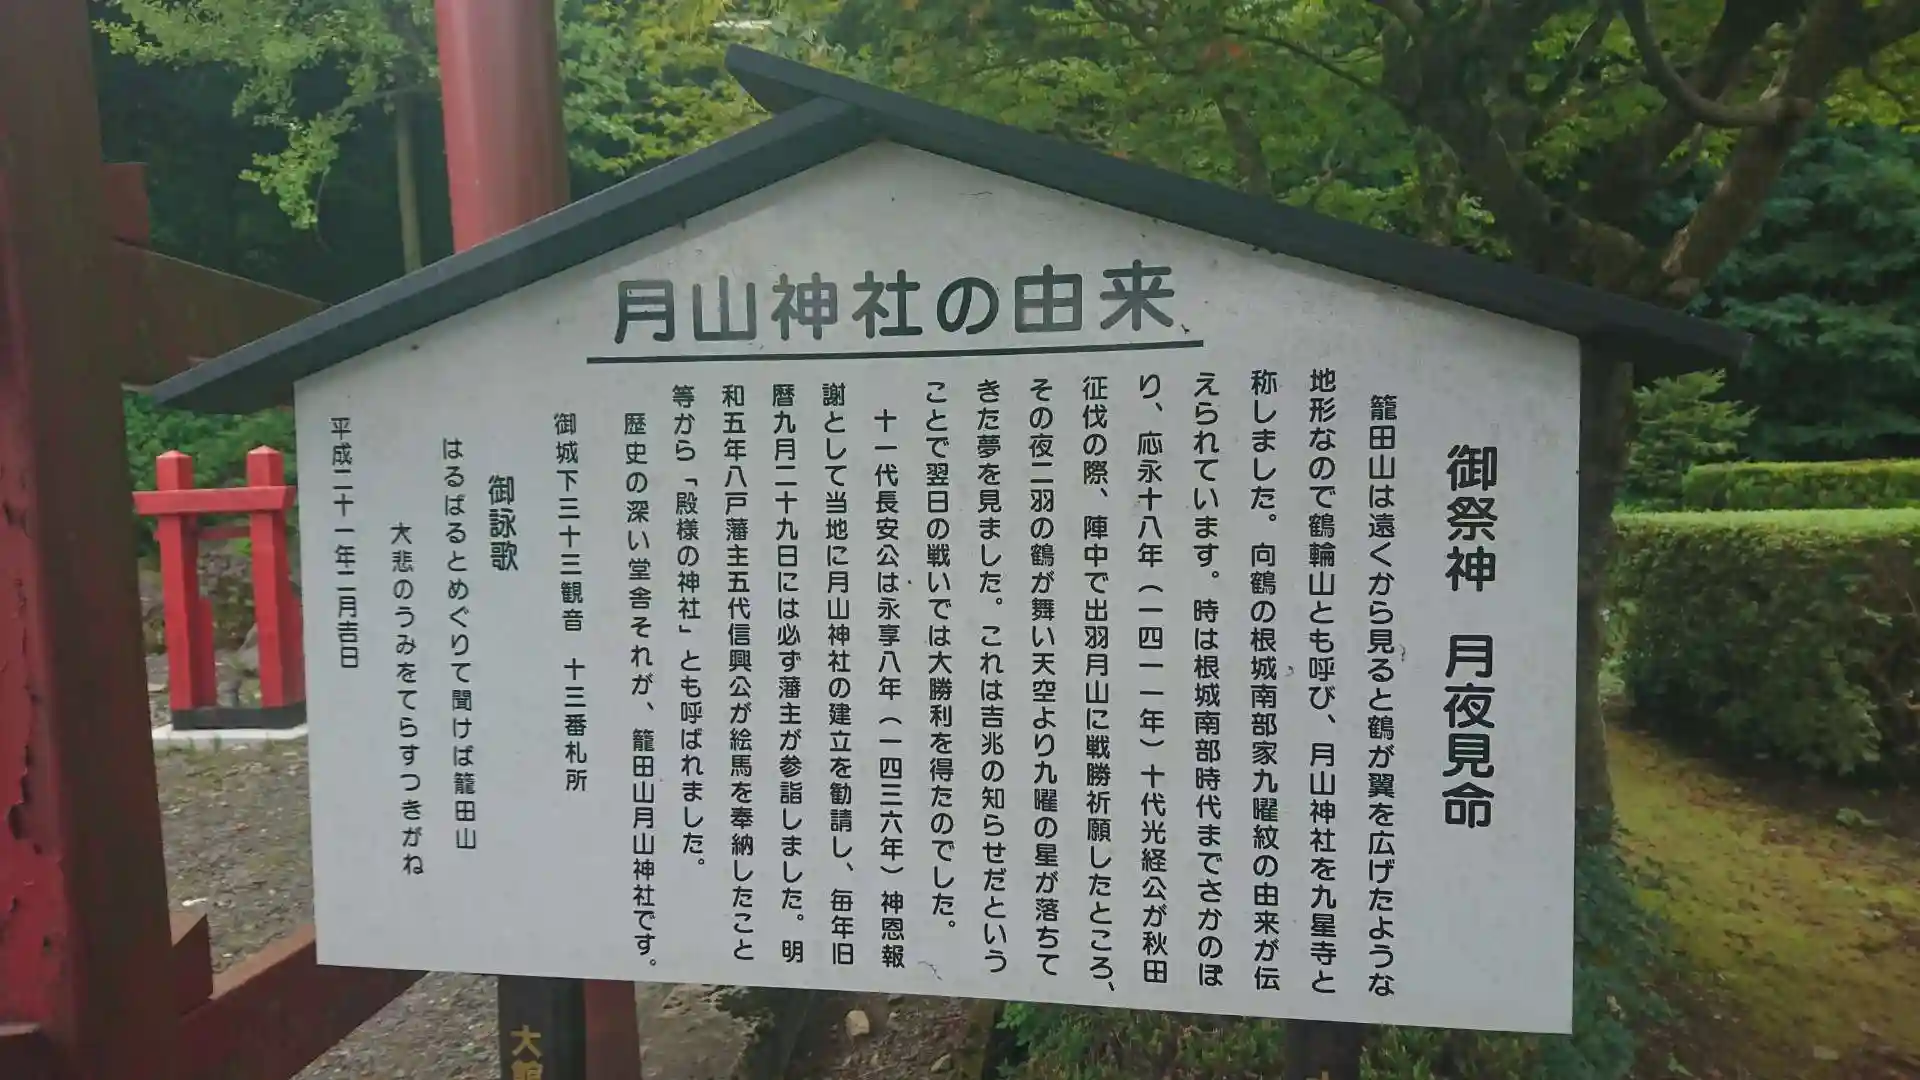 月山神社の由来
御祭神　月夜見命
籠田山は遠くから見ると鶴が翼を広げたような
地形なので鶴輪山とも呼び、月山神社を九星寺と
称しました。向鶴の根城南部家九曜紋の由来が伝
えられています。時は根城南部時代までさかのぼ
り、応永十八年（一四一一年）十代光経公が秋田
征伐の際、陣中で出羽月山に戦勝祈願したところ、
その夜二羽の鶴が舞い天空より九曜の星が落ちて
きた夢を見ました。これは吉兆の知らせだという
ことで翌日の戦いでは大勝利を得たのでした。
十一代長安公は永享八年（一四三六年）神恩報
謝として当地に月山神社の建立を勧請し、毎年旧
暦九月二十九日には必ず藩主が参詣しました。明
和五年八戸藩主五代信興公が絵馬を奉納したこと
等から「殿様の神社」とも呼ばれました。
歴史の深い堂舎それが、籠田山月山神社です。
御城下三十三観音　十三番札所
御詠歌
はるばるとめぐりて聞けば籠田山
大悲のうみをてらすつきがね
平成二十一年二月吉日
大館